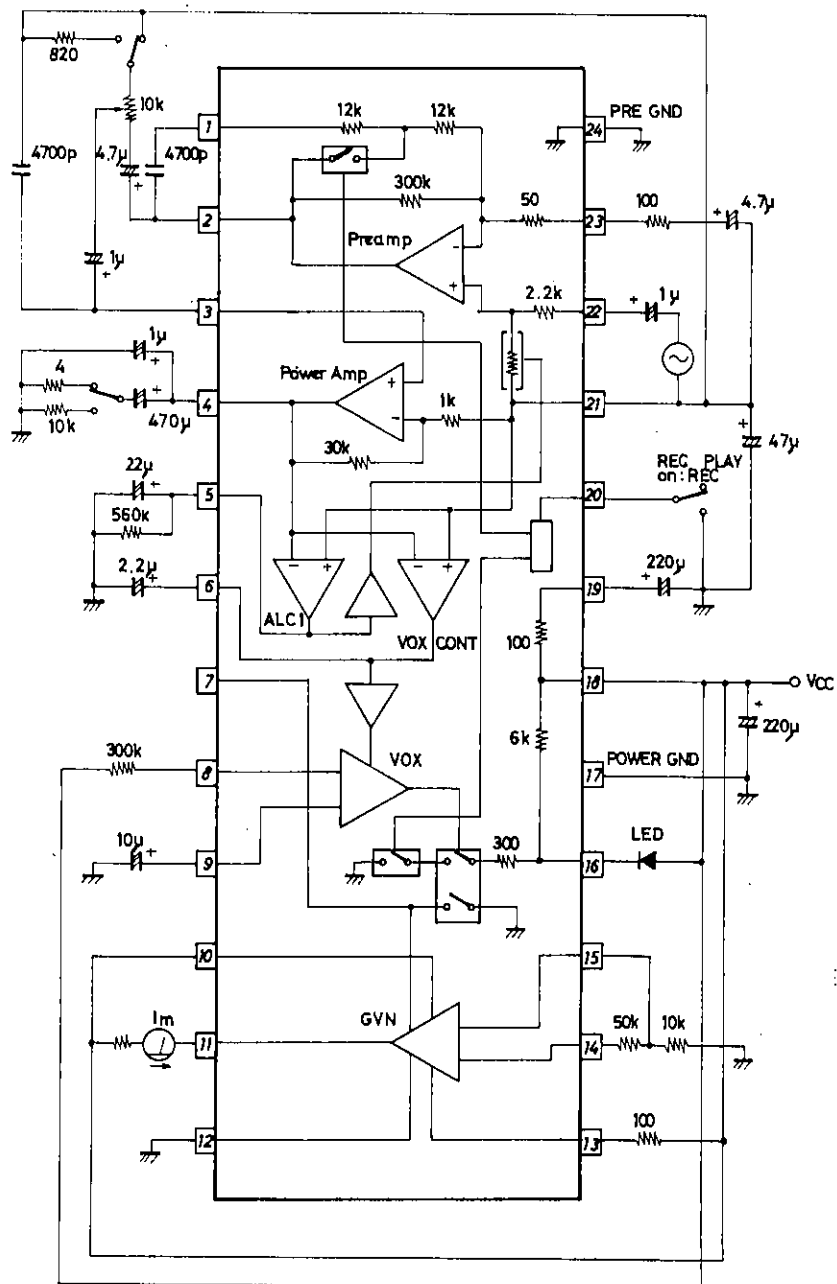 820
10k
12k
12k
1
24
PRE GND
4700p
4.7µ
+
4700p
300k
50
100
+
4.7µ
2
23
Preamp
-
+
1µ
+
2.2k
+
1µ
3
22
1µ
+
Power Amp
+
-
1k
4
+
4
21
10k
470µ
30k
+
47µ
22µ
+
5
REC PLAY
on:REC
20
560k
-
+
-
+
2.2µ
+
6
220µ
+
19
ALC1
VOX CONT
100
7
18
VCC
+
220µ
6k
300k
VOX
POWER GND
8
17
10µ
+
LED
300
9
16
10
15
1m
GVN
50k
10k
11
14
100
12
13